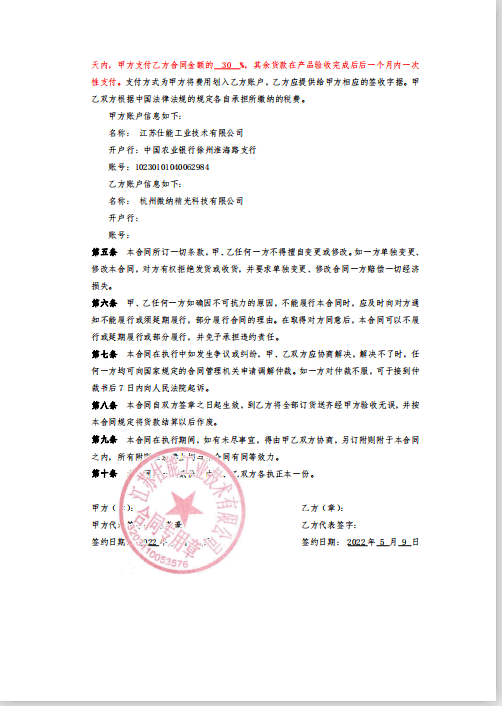 天内，甲方支付乙方合同金额的 30 %，其余货款在产品验收完成后后一个月内一次
性支付。支付方式为甲方将费用划入乙方账户，乙方应提供给甲方相应的签收字据。甲
乙双方根据中国法律法规的规定各自承担所缴纳的税费。
甲方账户信息如下：
名称： 江苏仕能工业技术有限公司
开户行：中国农业银行徐州淮海路支行
账号：10230101040062984
乙方账户信息如下：
名称： 杭州微纳精光科技有限公司
开户行：
账号：
第五条 本合同所订一切条款，甲、乙任何一方不得擅自变更或修改。如一方单独变更、
修改本合同，对方有权拒绝发货或收货，并要求单独变更、修改合同一方赔偿一切经济
损失。
第六条 甲、乙任何一方如确因不可抗力的原因，不能履行本合同时，应及时向对方通
知不能履行或须延期履行，部分履行合同的理由。在取得对方同意后，本合同可以不履
行或延期履行或部分履行，并免予承担违约责任。
第七条 本合同在执行中如发生争议或纠纷，甲、乙双方应协商解决，解决不了时，任
何一方均可向国家规定的合同管理机关申请调解仲裁。如一方对仲裁不服，可于接到仲
裁书后 7 日内向人民法院起诉。
第八条 本合同自双方签章之日起生效，到乙方将全部订货送齐经甲方验收无误，并按
本合同规定将货款结算以后作废。
第九条 本合同在执行期间，如有未尽事宜，得由甲乙双方协商，另订附则附于本合同
之内，所有附 合同有同等效力。
第十条 乙双方各执正本一份。
甲方（ ）： 乙方（章）：
甲方代 乙方代表签字：
签约日期： 2022 年 签约日期： 2022 年 5 月 9 日
江苏仕能工业技术有限公司
合同专用章
3203110053576